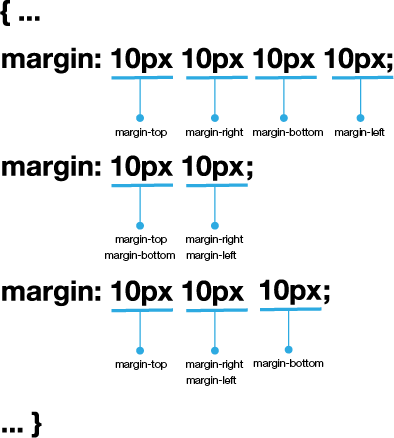 { ...
margin: 10px 10px 10px 10px;
margin-top margin-right margin-bottom margin-left
margin: 10px 10px;
margin-top margin-right
margin-bottom margin-left
margin: 10px 10px 10px;
margin-top margin-right margin-bottom
margin-left
... }